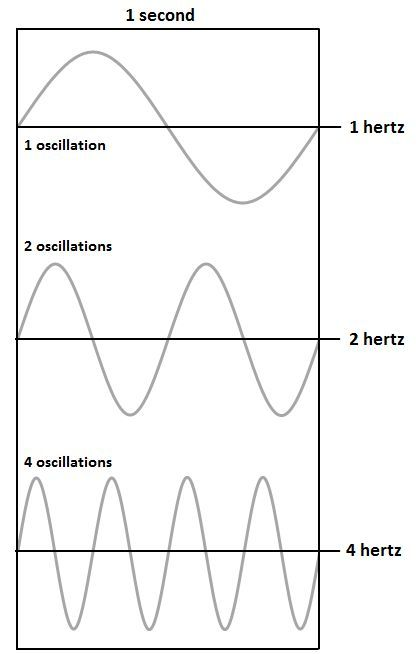 1 second
1 hertz
1 oscillation
2 oscillations
2 hertz
4 oscillations
4 hertz